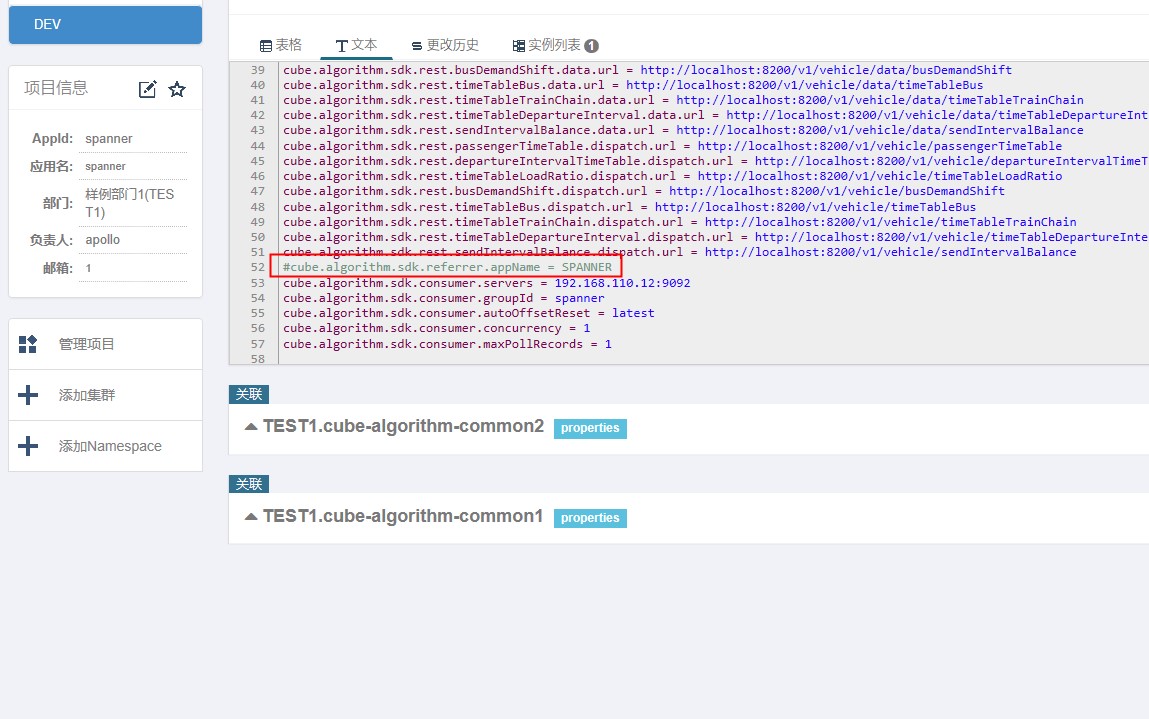 DEV
项目信息
AppId: spanner
应用名: spanner
部门: 样例部门1(TES
T1)
负责人: apollo
邮箱: 1
管理项目
添加集群
添加Namespace
表格 文本 更改历史 实例列表 1
39 cube.algorithm.sdk.rest.busDemandShift.data.url = http://localhost:8200/v1/vehicle/data/busDemandShift
40 cube.algorithm.sdk.rest.timeTableBus.data.url = http://localhost:8200/v1/vehicle/data/timeTableBus
41 cube.algorithm.sdk.rest.timeTableTrainChain.data.url = http://localhost:8200/v1/vehicle/data/timeTableTrainChain
42 cube.algorithm.sdk.rest.timeTableDepartureInterval.data.url = http://localhost:8200/v1/vehicle/data/timeTableDepartureInt
43 cube.algorithm.sdk.rest.sendIntervalBalance.data.url = http://localhost:8200/v1/vehicle/data/sendIntervalBalance
44 cube.algorithm.sdk.rest.passengerTimeTable.dispatch.url = http://localhost:8200/v1/vehicle/passengerTimeTable
45 cube.algorithm.sdk.rest.departureIntervalTimeTable.dispatch.url = http://localhost:8200/v1/vehicle/departureIntervalTimeT
46 cube.algorithm.sdk.rest.timeTableLoadRatio.dispatch.url = http://localhost:8200/v1/vehicle/timeTableLoadRatio
47 cube.algorithm.sdk.rest.busDemandShift.dispatch.url = http://localhost:8200/v1/vehicle/busDemandShift
48 cube.algorithm.sdk.rest.timeTableBus.dispatch.url = http://localhost:8200/v1/vehicle/timeTableBus
49 cube.algorithm.sdk.rest.timeTableTrainChain.dispatch.url = http://localhost:8200/v1/vehicle/timeTableTrainChain
50 cube.algorithm.sdk.rest.timeTableDepartureInterval.dispatch.url = http://localhost:8200/v1/vehicle/timeTableDepartureInte
51 cube.algorithm.sdk.rest.sendIntervalBalance.dispatch.url = http://localhost:8200/v1/vehicle/sendIntervalBalance
52 #cube.algorithm.sdk.referrer.appName = SPANNER
53 cube.algorithm.sdk.consumer.servers = 192.168.110.12:9092
54 cube.algorithm.sdk.consumer.groupId = spanner
55 cube.algorithm.sdk.consumer.autoOffsetReset = latest
56 cube.algorithm.sdk.consumer.concurrency = 1
57 cube.algorithm.sdk.consumer.maxPollRecords = 1
58
关联
TEST1.cube-algorithm-common2 properties
关联
TEST1.cube-algorithm-common1 properties